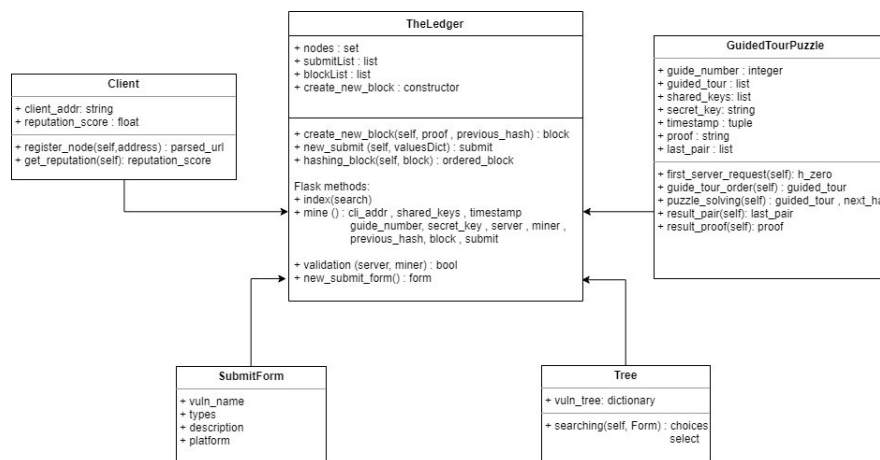 TheLedger
+ nodes : set
+ submitList : list
+ blockList : list
+ create_new_block : constructor
+ create_new_block(self, proof , previous_hash) : block
+ new_submit (self, valuesDict) : submit
+ hashing_block(self, block) : ordered_block
Flask methods:
+ index(search)
+ mine () : cli_addr , shared_keys , timestamp
guide_number, secret_key , server , miner ,
previous_hash, block , submit
+ validation (server, miner) : bool
+ new_submit_form() : form
Client
+ client_addr: string
+ reputation_score : float
+ register_node(self,address) : parsed_url
+ get_reputation(self): reputation_score
GuidedTourPuzzle
+ guide_number : integer
+ guided_tour : list
+ shared_keys: list
+ secret_key: string
+ timestamp : tuple
+ proof : string
+ last_pair : list
+ first_server_request(self): h_zero
+ guide_tour_order(self) : guided_tour
+ puzzle_solving(self) : guided_tour , next_ha
+ result_pair(self): last_pair
+ result_proof(self): proof
SubmitForm
+ vuln_name
+ types
+ description
+ platform
Tree
+ vuln_tree: dictionary
+ searching(self, Form) : choices
select